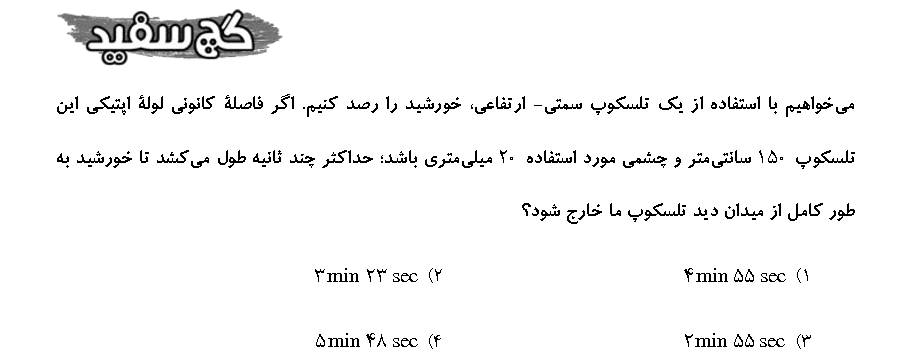 گچ سفید
می‌خواهیم با استفاده از یک تلسکوپ سمتی- ارتفاعی، خورشید را رصد کنیم. اگر فاصلهٔ کانونی لولهٔ اپتیکی این
تلسکوپ ۱۵۰ سانتی‌متر و چشمی مورد استفاده ۲۰ میلی‌متری باشد؛ حداکثر چند ثانیه طول می‌کشد تا خورشید به
طور کامل از میدان دید تلسکوپ ما خارج شود؟
۱) ۴min ۵۵ sec ۲) ۳min ۲۳ sec
۳) ۲min ۵۵ sec ۴) ۵min ۴۸ sec